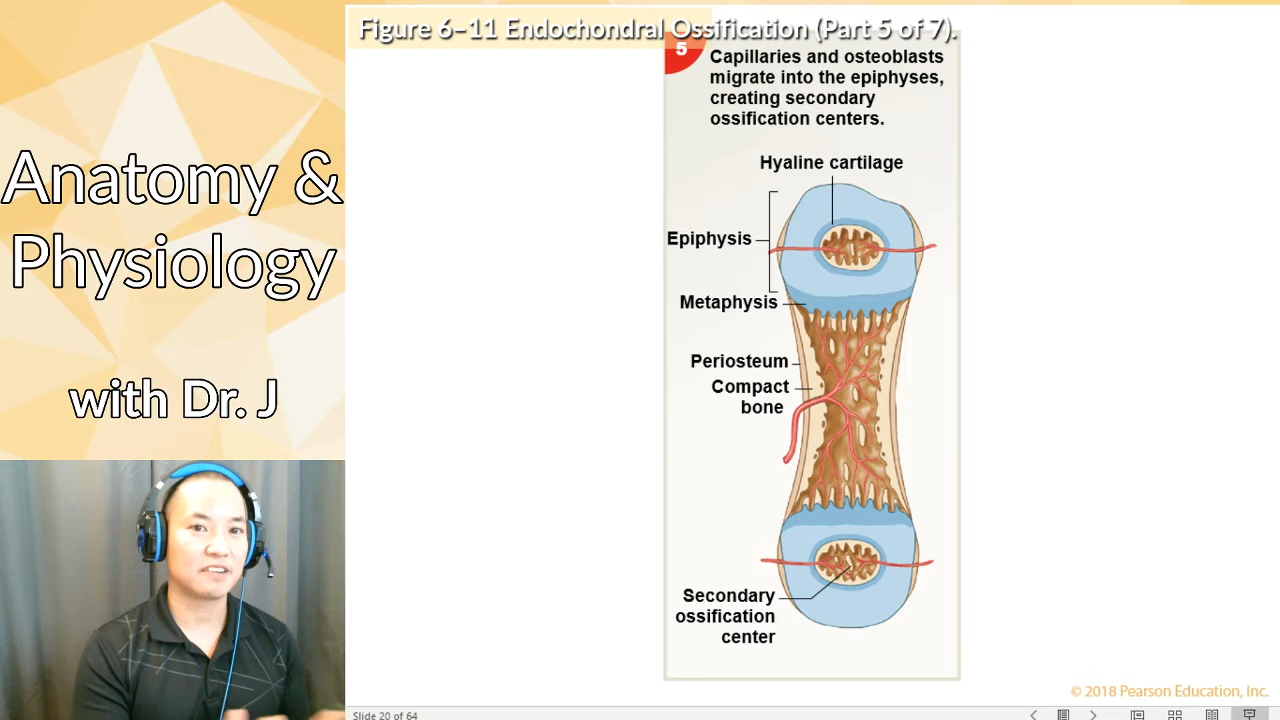 Anatomy &
Physiology
with Dr. J
Figure 6–11 Endochondral Ossification (Part 5 of 7).
5
Capillaries and osteoblasts
migrate into the epiphyses,
creating secondary
ossification centers.
Hyaline cartilage
Epiphysis
Metaphysis
Periosteum
Compact
bone
Secondary
ossification
center
© 2018 Pearson Education, Inc.
Slide 20 of 64